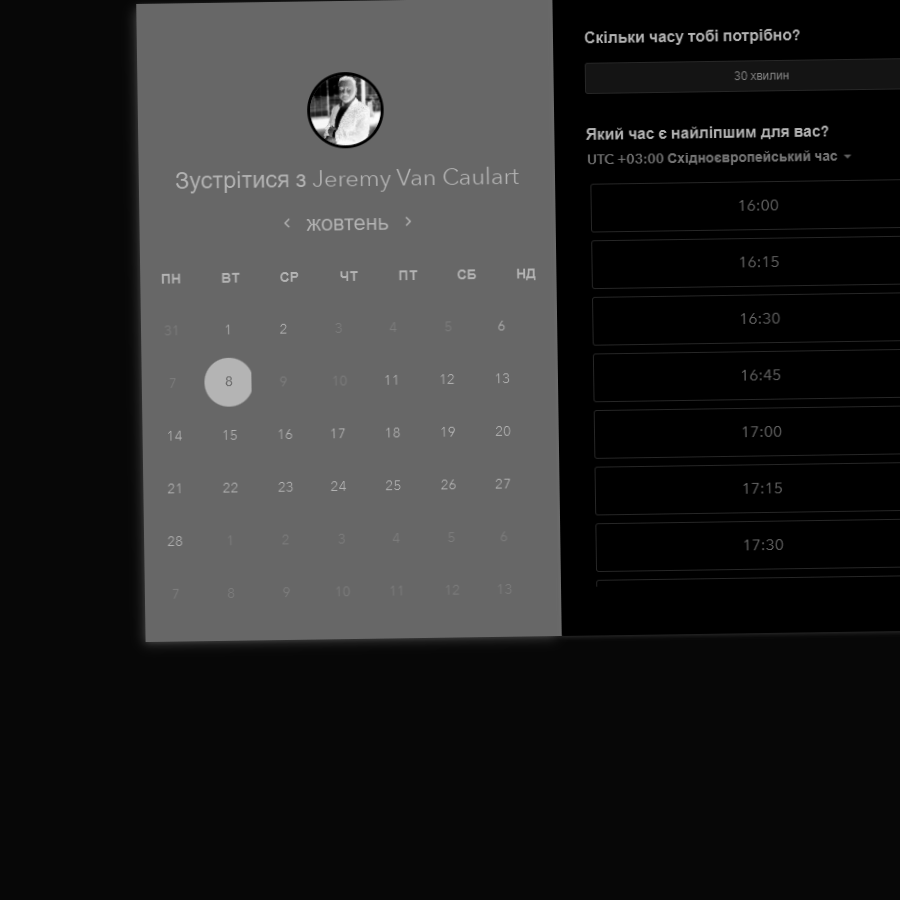 Зустрітися з Jeremy Van Caulart
жовтень
ПН ВТ СР ЧТ ПТ СБ НД
31 1 2 3 4 5 6
7 8 9 10 11 12 13
14 15 16 17 18 19 20
21 22 23 24 25 26 27
28 1 2 3 4 5 6
7 8 9 10 11 12 13
Скільки часу тобі потрібно?
30 хвилин
Який час є найліпшим для вас?
UTC +03:00 Східноєвропейський час
16:00
16:15
16:30
16:45
17:00
17:15
17:30